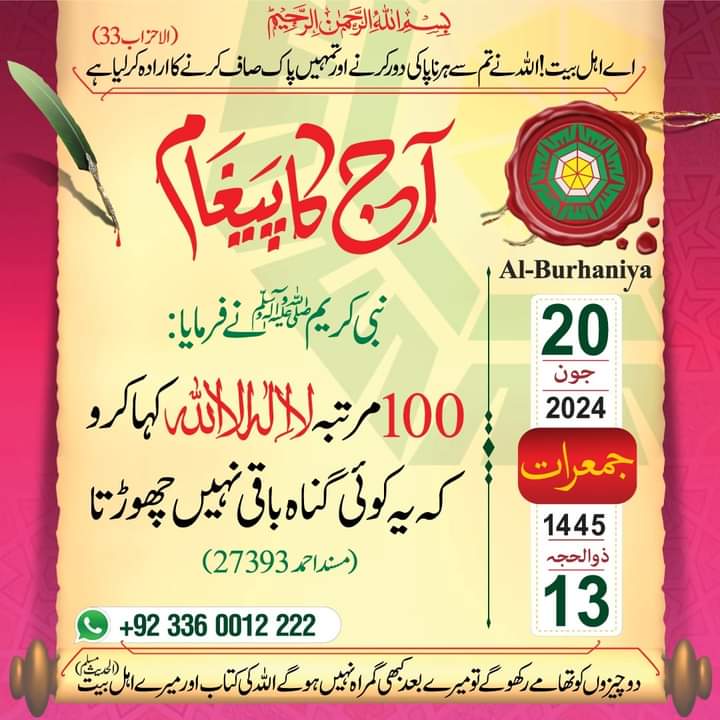 بسم اللہ الرحمن الرحیم
(الاحزاب 33)
اے اہل بیت! اللہ نے تم سے ہر ناپاکی دور کرنے اور تمہیں پاک صاف کرنے کا ارادہ کرلیا ہے
آج کا پیغام
Al-Burhaniya
نبی کریم ﷺ نے فرمایا:
100 مرتبہ لا الہ الا اللہ کہا کرو
کہ یہ کوئی گناہ باقی نہیں چھوڑتا
(مسند احمد 27393)
20
جون
2024
جمعرات
1445
ذوالحجہ
13
+92 336 0012 222
دو چیزوں کو تھامے رکھو گے تو میرے بعد کبھی گمراہ نہیں ہو گے اللہ کی کتاب اور میرے اہل بیت (الحدیث مسلم)